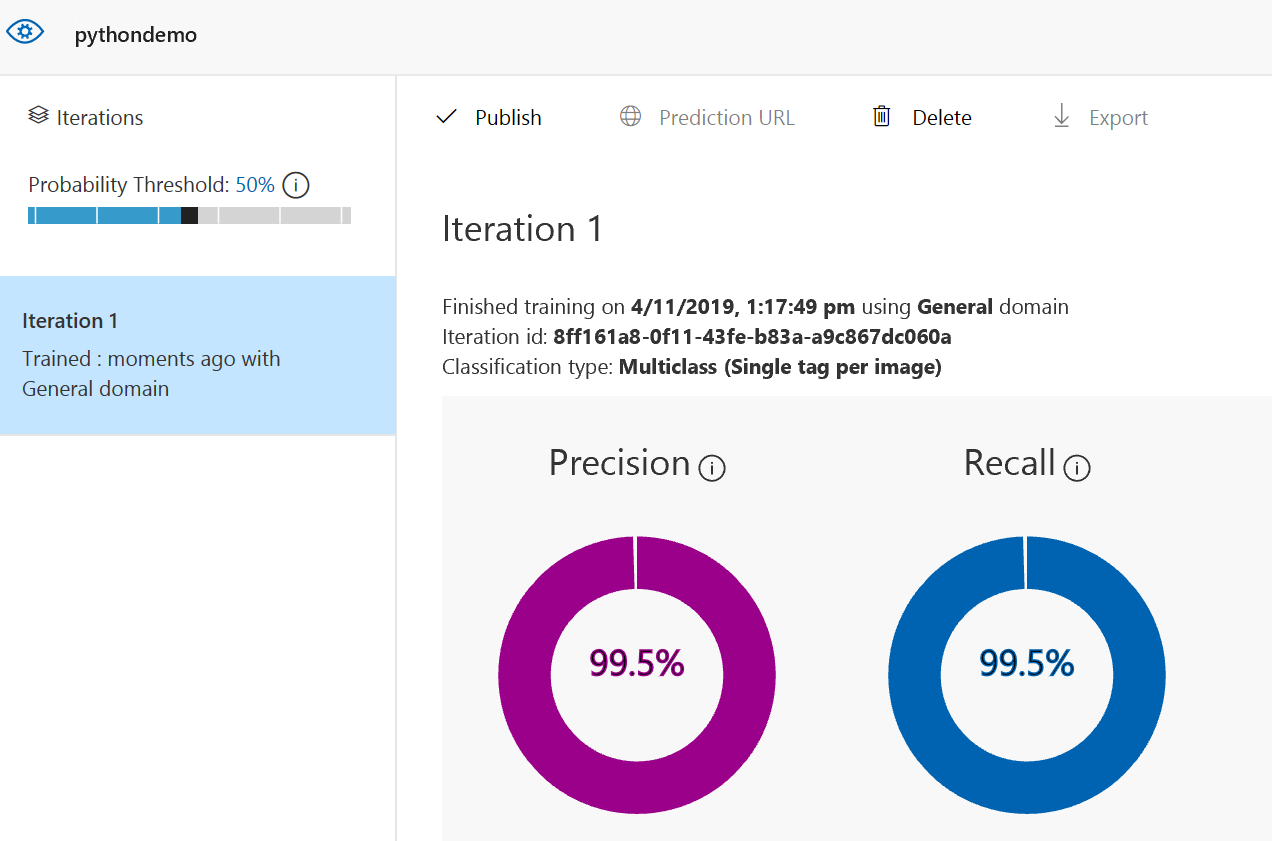 pythondemo
Iterations
Probability Threshold: 50%
Iteration 1
Trained : moments ago with
General domain
Publish
Prediction URL
Delete
Export
Iteration 1
Finished training on 4/11/2019, 1:17:49 pm using General domain
Iteration id: 8ff161a8-0f11-43fe-b83a-a9c867dc060a
Classification type: Multiclass (Single tag per image)
Precision
Recall
99.5%
99.5%